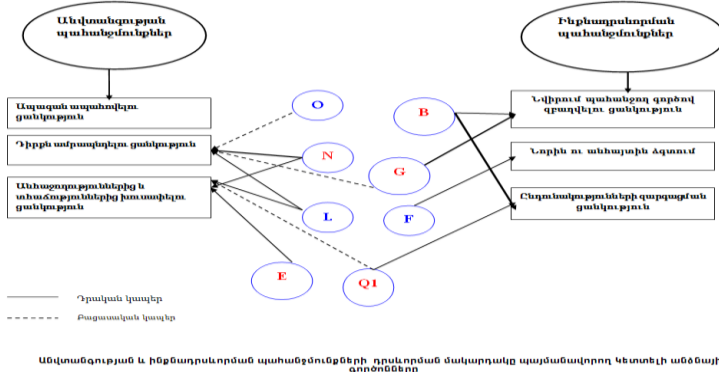 Անվտանգության
պահանջմունքներ
Ինքնադրսևորման
պահանջմունքներ
Ապագան ապահովելու
ցանկություն
Դիրքն ամրապնդելու ցանկություն
Անհաջողություններից և
տհաճություններից խուսափելու
ցանկություն
O
N
L
E
B
G
F
Q1
Նվիրում պահանջող գործով
զբաղվելու ցանկություն
Նորին ու անհայտին ձգտում
Ընդունակությունների զարգացման
ցանկություն
Դրական կապեր
Բացասական կապեր
Անվտանգության և ինքնադրսևորման պահանջմունքների դրսևորման մակարդակը պայմանավորող Կետտելի անձնայի
գործոնները